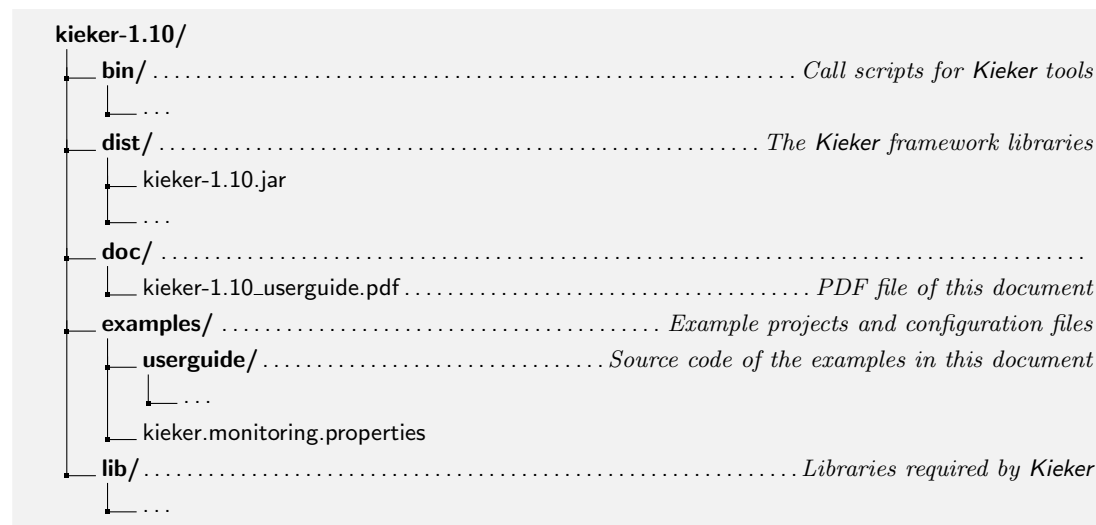 kieker-1.10/
bin/ ........................................................ Call scripts for Kieker tools
...
dist/ ..................................................... The Kieker framework libraries
kieker-1.10.jar
...
doc/ .....................................................................................
kieker-1.10_userguide.pdf .................................... PDF file of this document
examples/ ....................................... Example projects and configuration files
userguide/ .............................. Source code of the examples in this document
...
kieker.monitoring.properties
lib/ .......................................................... Libraries required by Kieker
...